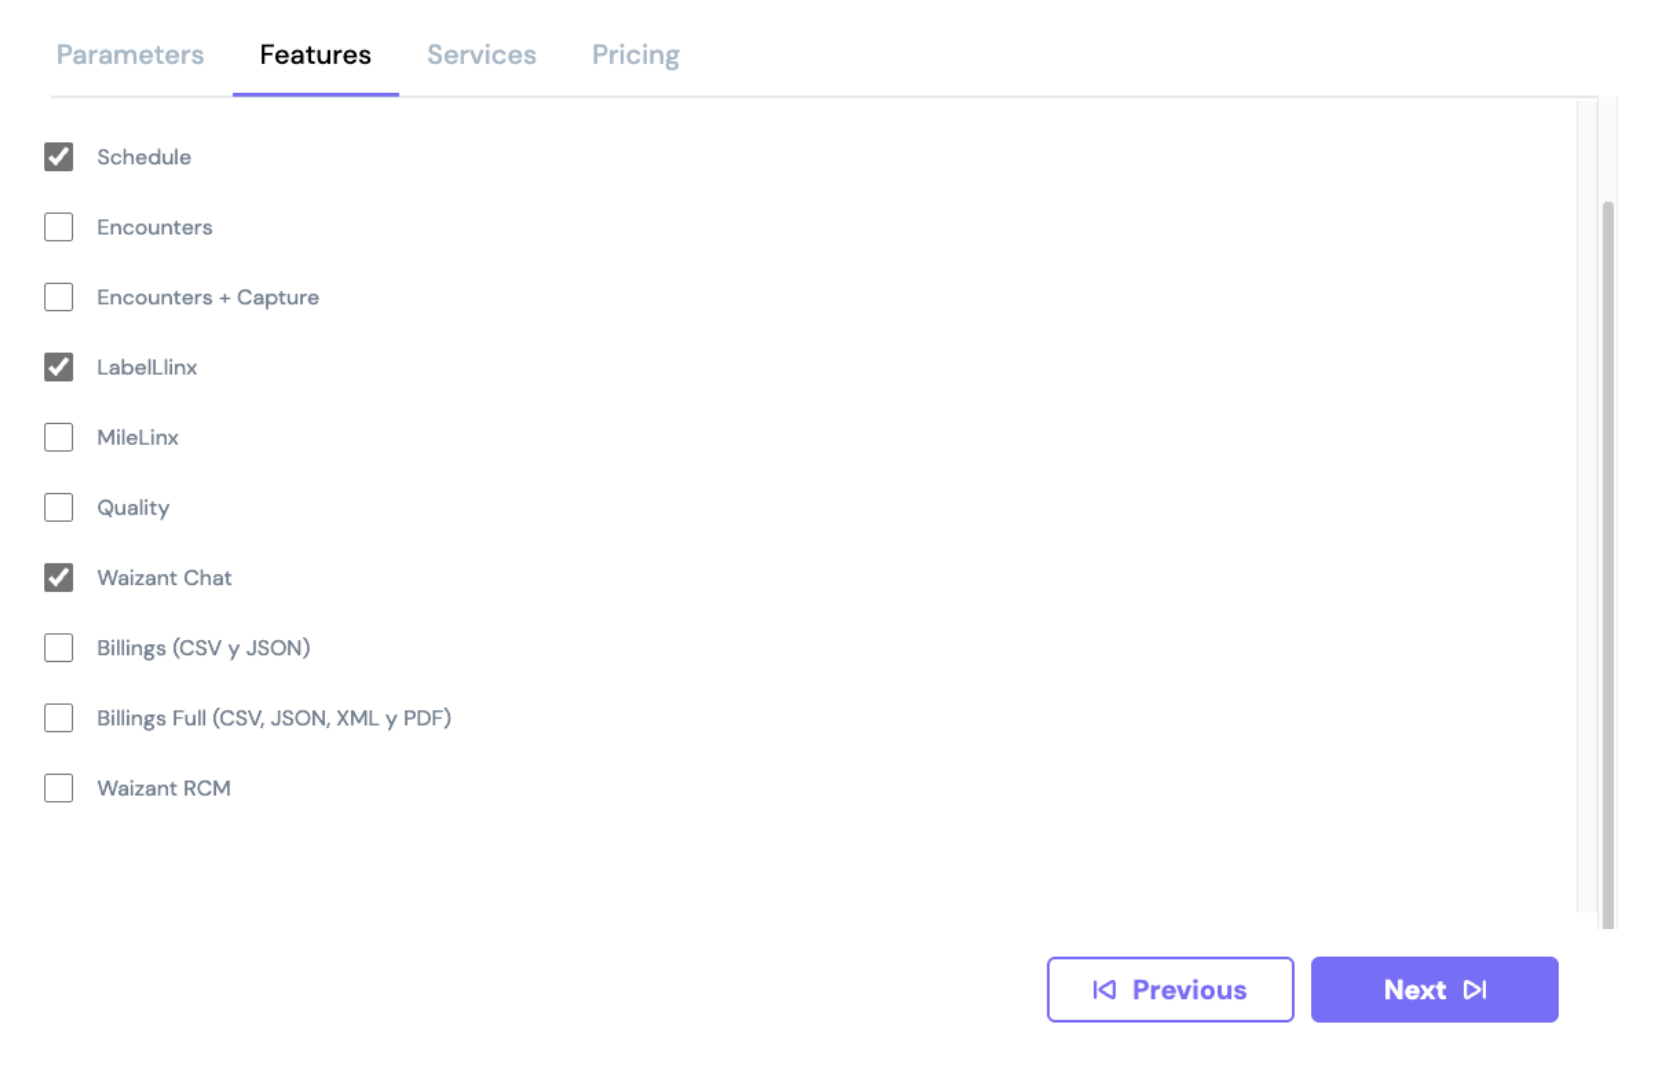 Parameters Features Services Pricing
Schedule
Encounters
Encounters + Capture
LabelLlinx
MileLinx
Quality
Waizant Chat
Billings (CSV y JSON)
Billings Full (CSV, JSON, XML y PDF)
Waizant RCM
Previous Next